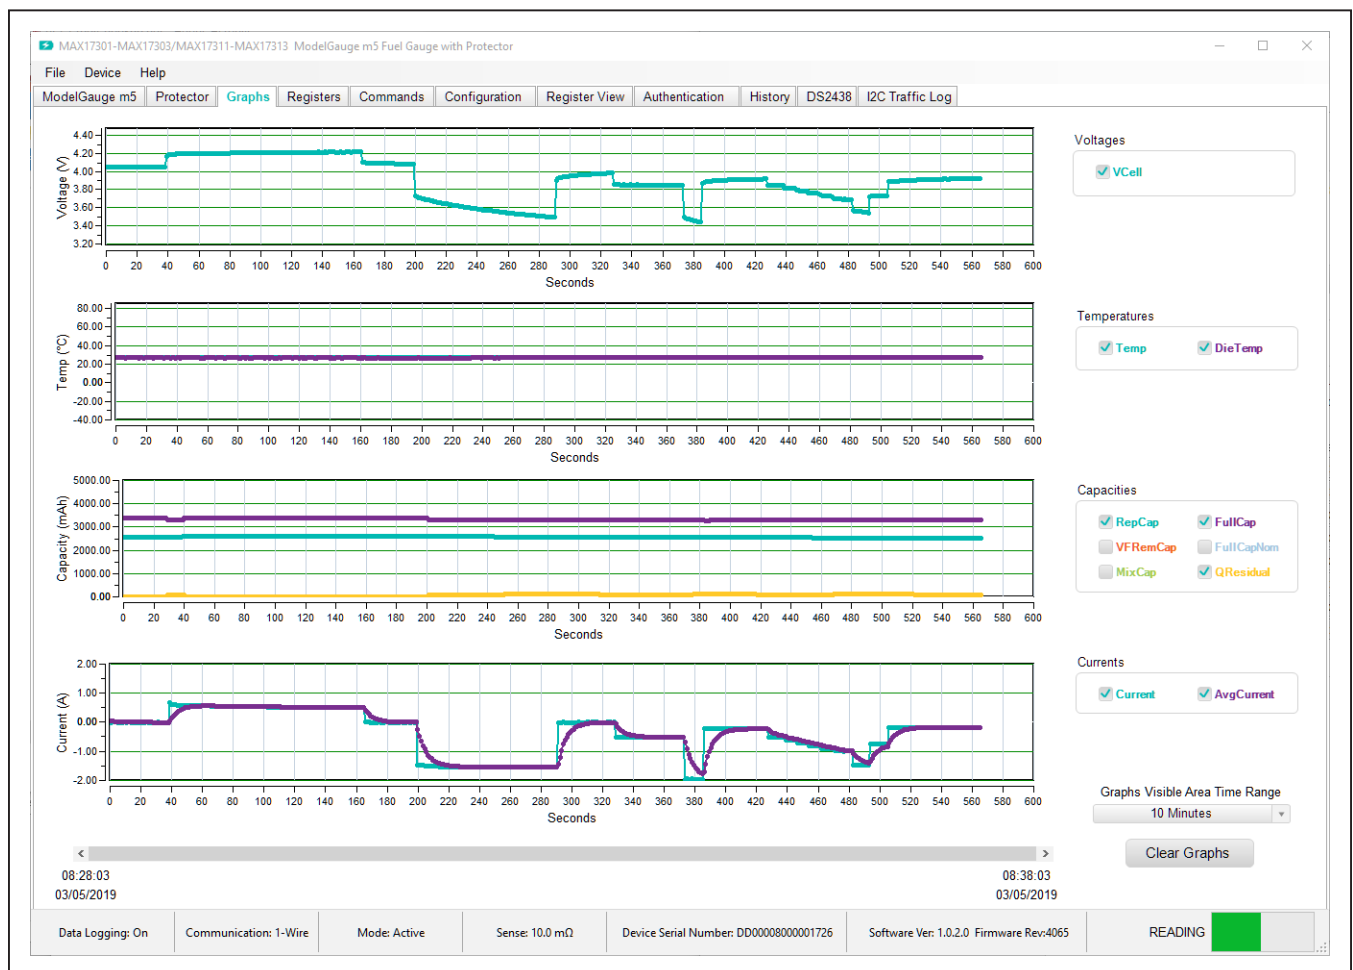 MAX17301-MAX17303/MAX17311-MAX17313 ModelGauge m5 Fuel Gauge with Protector
File Device Help
ModelGauge m5 Protector Graphs Registers Commands Configuration Register View Authentication History DS2438 I2C Traffic Log
Voltage (V)
4.40
4.20
4.00
3.80
3.60
3.40
3.20
0 20 40 60 80 100 120 140 160 180 200 220 240 260 280 300 320 340 360 380 400 420 440 460 480 500 520 540 560 580 600
Seconds
Voltages
VCell
Temp (°C)
80.00
60.00
40.00
20.00
0.00
-20.00
-40.00
0 20 40 60 80 100 120 140 160 180 200 220 240 260 280 300 320 340 360 380 400 420 440 460 480 500 520 540 560 580 600
Seconds
Temperatures
Temp DieTemp
Capacity (mAh)
5000.00
4000.00
3000.00
2000.00
1000.00
0.00
0 20 40 60 80 100 120 140 160 180 200 220 240 260 280 300 320 340 360 380 400 420 440 460 480 500 520 540 560 580 600
Seconds
Capacities
RepCap FullCap
VFRemCap FullCapNom
MixCap QResidual
Current (A)
2.00
1.00
0.00
-1.00
-2.00
0 20 40 60 80 100 120 140 160 180 200 220 240 260 280 300 320 340 360 380 400 420 440 460 480 500 520 540 560 580 600
Seconds
Currents
Current AvgCurrent
Graphs Visible Area Time Range
10 Minutes
Clear Graphs
08:28:03
03/05/2019
08:38:03
03/05/2019
Data Logging: On Communication: 1-Wire Mode: Active Sense: 10.0 mΩ Device Serial Number: DD00008000001726 Software Ver: 1.0.2.0 Firmware Rev:4065 READING